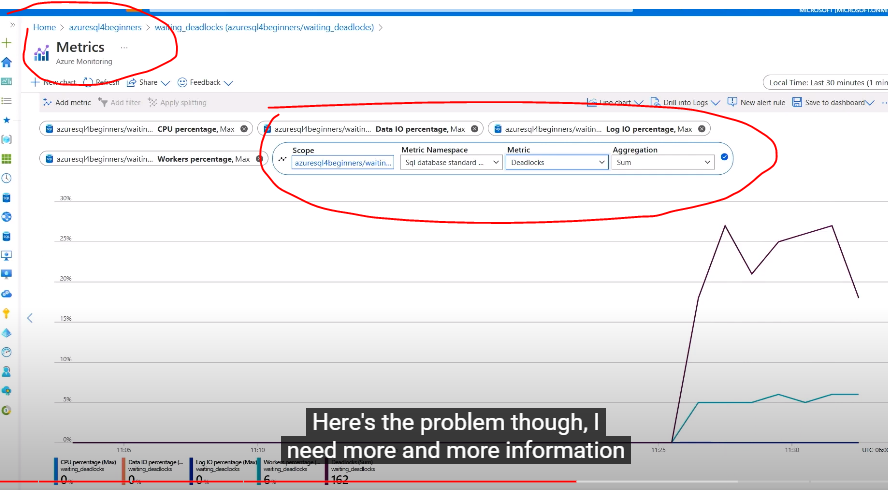 Home > azuresql4beginners > waiting_deadlocks (azuresql4beginners/waiting_deadlocks) >
Metrics ...
Azure Monitoring
New chart Refresh Share Feedback
Local Time: Last 30 minutes (1 min
Add metric Add filter Apply splitting Line chart Drill into Logs New alert rule Save to dashboard ...
azuresql4beginners/waitin... CPU percentage, Max
azuresql4beginners/waitin... Data IO percentage, Max
azuresql4beginners/waitin... Log IO percentage, Max
azuresql4beginners/waitin... Workers percentage, Max
Scope Metric Namespace Metric Aggregation
azuresql4beginners/waitin... Sql database standard ... Deadlocks Sum
30%
25%
20%
15%
10%
5%
0%
11:05 11:10 11:25 11:30 UTC-06:00
Here's the problem though, I
need more and more information
CPU percentage (Max) Data IO percentage (... Log IO percentage (Max)
waiting_deadlocks waiting_deadlocks waiting_deadlocks waiting_deadlocks waiting_deadlocks
0% 0% 0% 6% 162